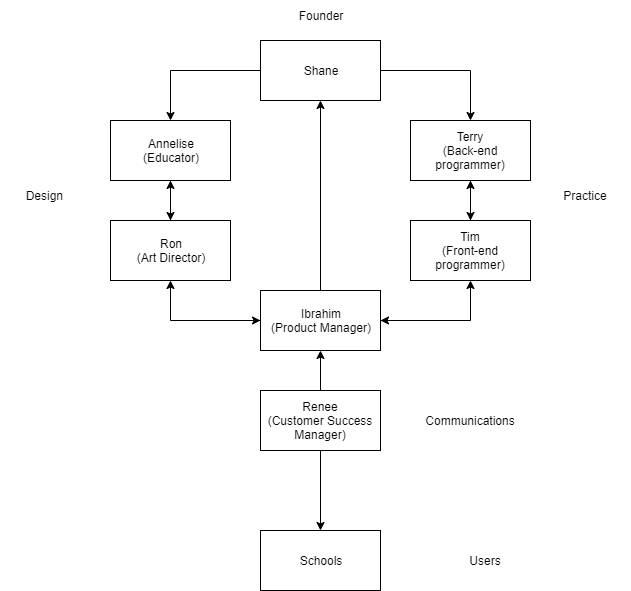 Founder
Shane
Annelise
(Educator)
Terry
(Back-end
programmer)
Design
Practice
Ron
(Art Director)
Tim
(Front-end
programmer)
Ibrahim
(Product Manager)
Renee
(Customer Success
Manager)
Communications
Schools
Users